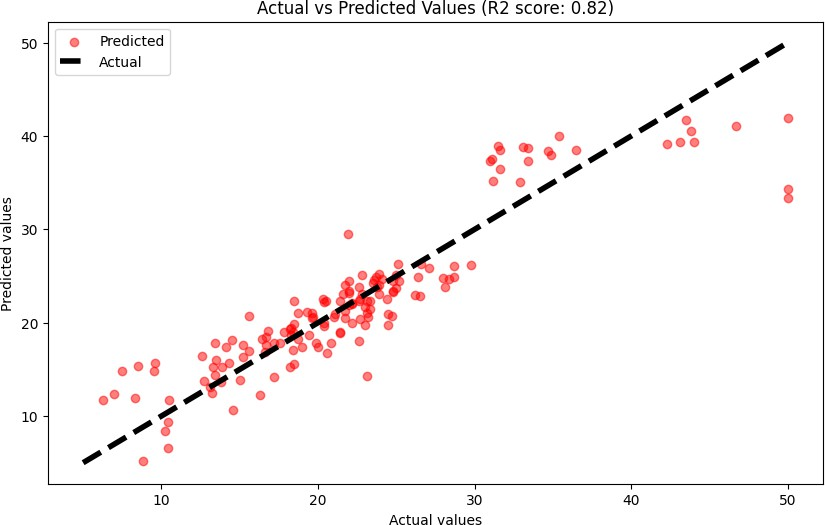 Actual vs Predicted Values (R2 score: 0.82)
Predicted
Actual
50
40
30
20
10
Predicted values
10
20
30
40
50
Actual values